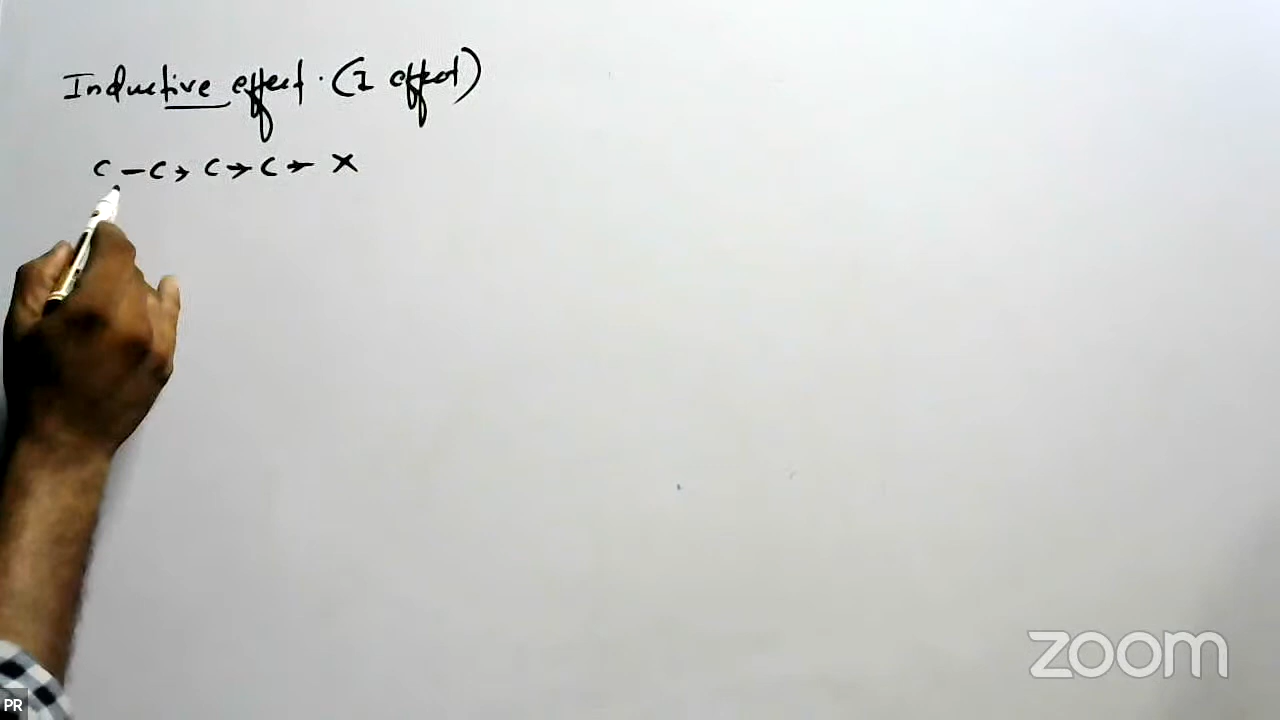 Inductive effect. (I effect)
C - C > C → C → X
zoom
PR